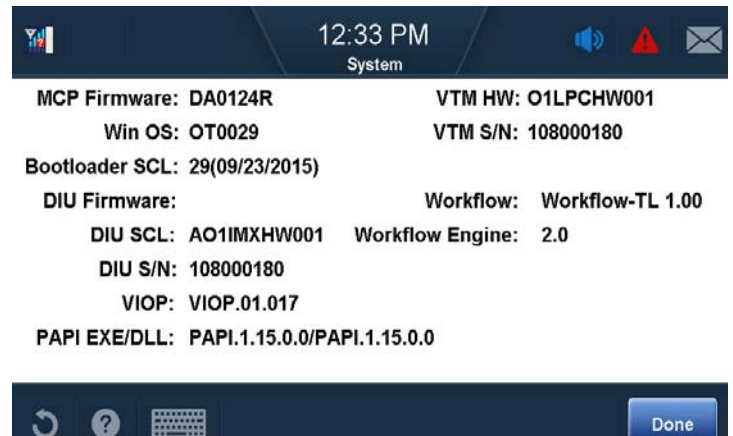 12:33 PM
System
MCP Firmware: DA0124R VTM HW: O1LPCHW001
Win OS: OT0029 VTM S/N: 108000180
Bootloader SCL: 29(09/23/2015)
DIU Firmware: Workflow: Workflow-TL 1.00
DIU SCL: AO1IMXHW001 Workflow Engine: 2.0
DIU S/N: 108000180
VIOP: VIOP.01.017
PAPI EXE/DLL: PAPI.1.15.0.0/PAPI.1.15.0.0
Done